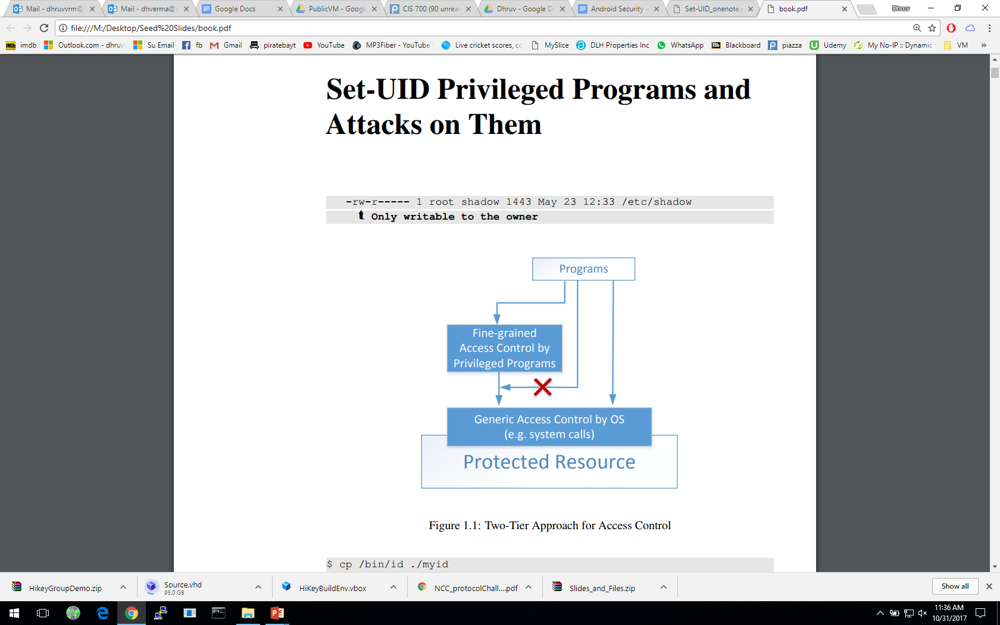 Mail - dhruvvrm@
Mail - dhverma@s
Google Docs
PublicVM - Googl
CIS 700 (90 unrea
Dhruv - Google D
Android Security -
Set-UID_onenote.p
book.pdf
Dhruv
file:///M:/Desktop/Seed%20Slides/book.pdf
IMDb imdb
Outlook.com - dhruv
Su Email
fb
Gmail
piratebayt
YouTube
MP3Fiber - YouTube
Live cricket scores, co
MySlice
DLH Properties Inc
WhatsApp
Bb Blackboard
piazza
Udemy
My No-IP :: Dynamic
VM
»
Set-UID Privileged Programs and
Attacks on Them
-rw-r----- 1 root shadow 1443 May 23 12:33 /etc/shadow
⬆ Only writable to the owner
Programs
Fine-grained
Access Control by
Privileged Programs
Generic Access Control by OS
(e.g. system calls)
Protected Resource
Figure 1.1: Two-Tier Approach for Access Control
$ cp /bin/id ./myid
HikeyGroupDemo.zip
Source.vhd
95.0 GB
HiKeyBuildEnv.vbox
NCC_protocolChall....pdf
Slides_and_Files.zip
Show all
11:36 AM
10/31/2017